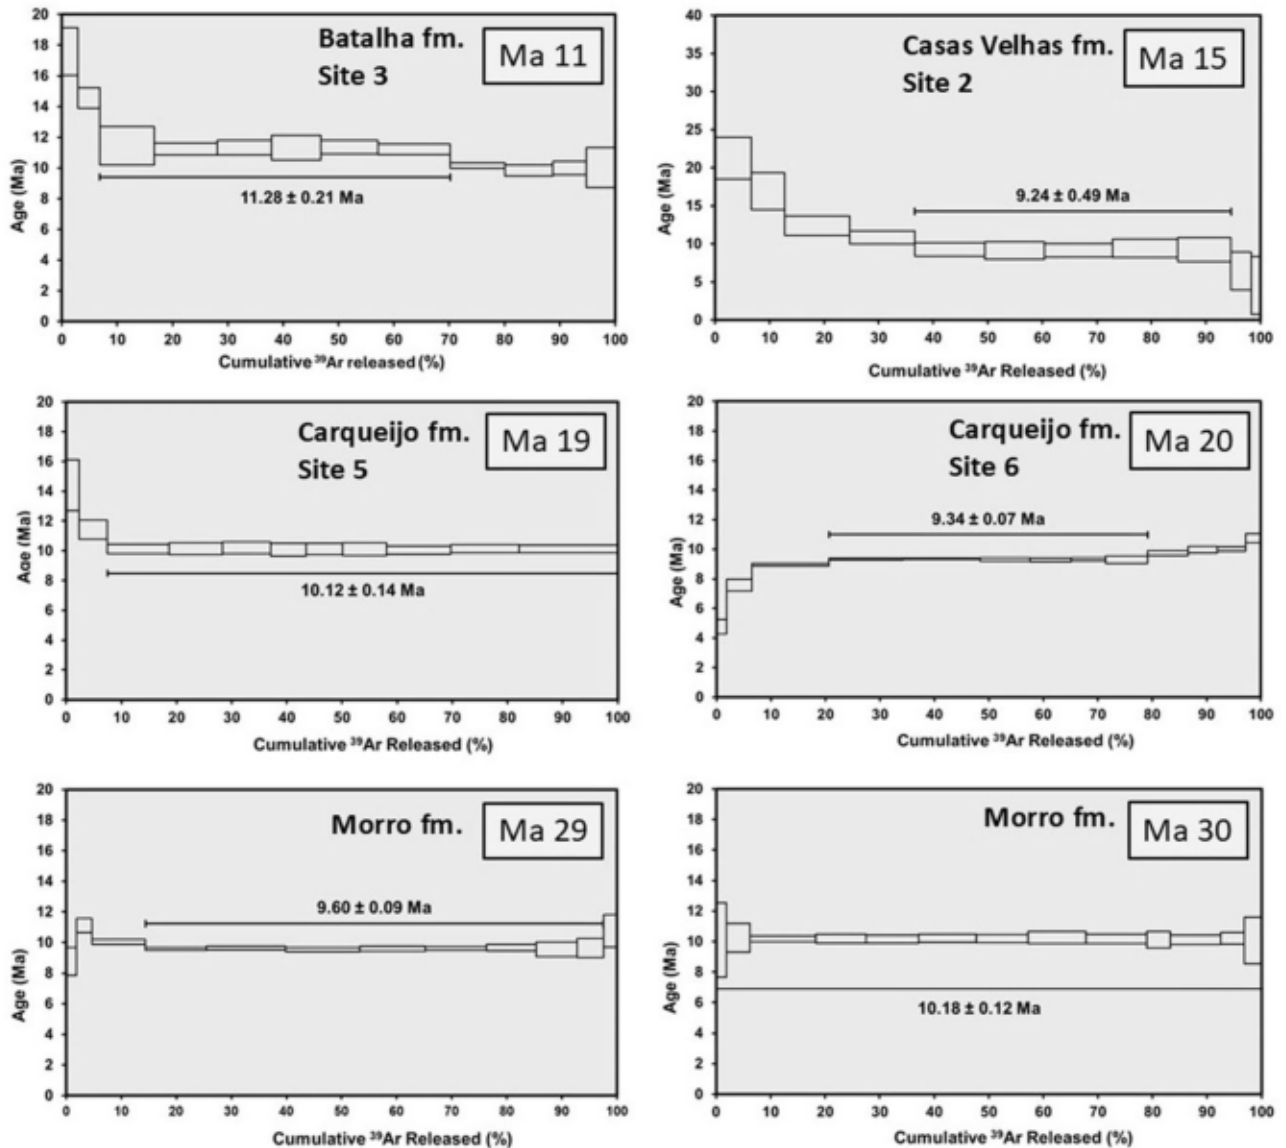 Batalha fm.
Site 3
Ma 11
Age (Ma)
20
18
16
14
12
10
8
6
4
2
0
11.28 ± 0.21 Ma
0 10 20 30 40 50 60 70 80 90 100
Cumulative ³⁹Ar released (%)
Casas Velhas fm.
Site 2
Ma 15
Age (Ma)
40
35
30
25
20
15
10
5
0
9.24 ± 0.49 Ma
0 10 20 30 40 50 60 70 80 90 100
Cumulative ³⁹Ar Released (%)
Carqueijo fm.
Site 5
Ma 19
Age (Ma)
20
18
16
14
12
10
8
6
4
2
0
10.12 ± 0.14 Ma
0 10 20 30 40 50 60 70 80 90 100
Cumulative ³⁹Ar Released (%)
Carqueijo fm.
Site 6
Ma 20
Age (Ma)
20
18
16
14
12
10
8
6
4
2
0
9.34 ± 0.07 Ma
0 10 20 30 40 50 60 70 80 90 100
Cumulative ³⁹Ar Released (%)
Morro fm.
Ma 29
Age (Ma)
20
18
16
14
12
10
8
6
4
2
0
9.60 ± 0.09 Ma
0 10 20 30 40 50 60 70 80 90 100
Cumulative ³⁹Ar Released (%)
Morro fm.
Ma 30
Age (Ma)
20
18
16
14
12
10
8
6
4
2
0
10.18 ± 0.12 Ma
0 10 20 30 40 50 60 70 80 90 100
Cumulative ³⁹Ar Released (%)